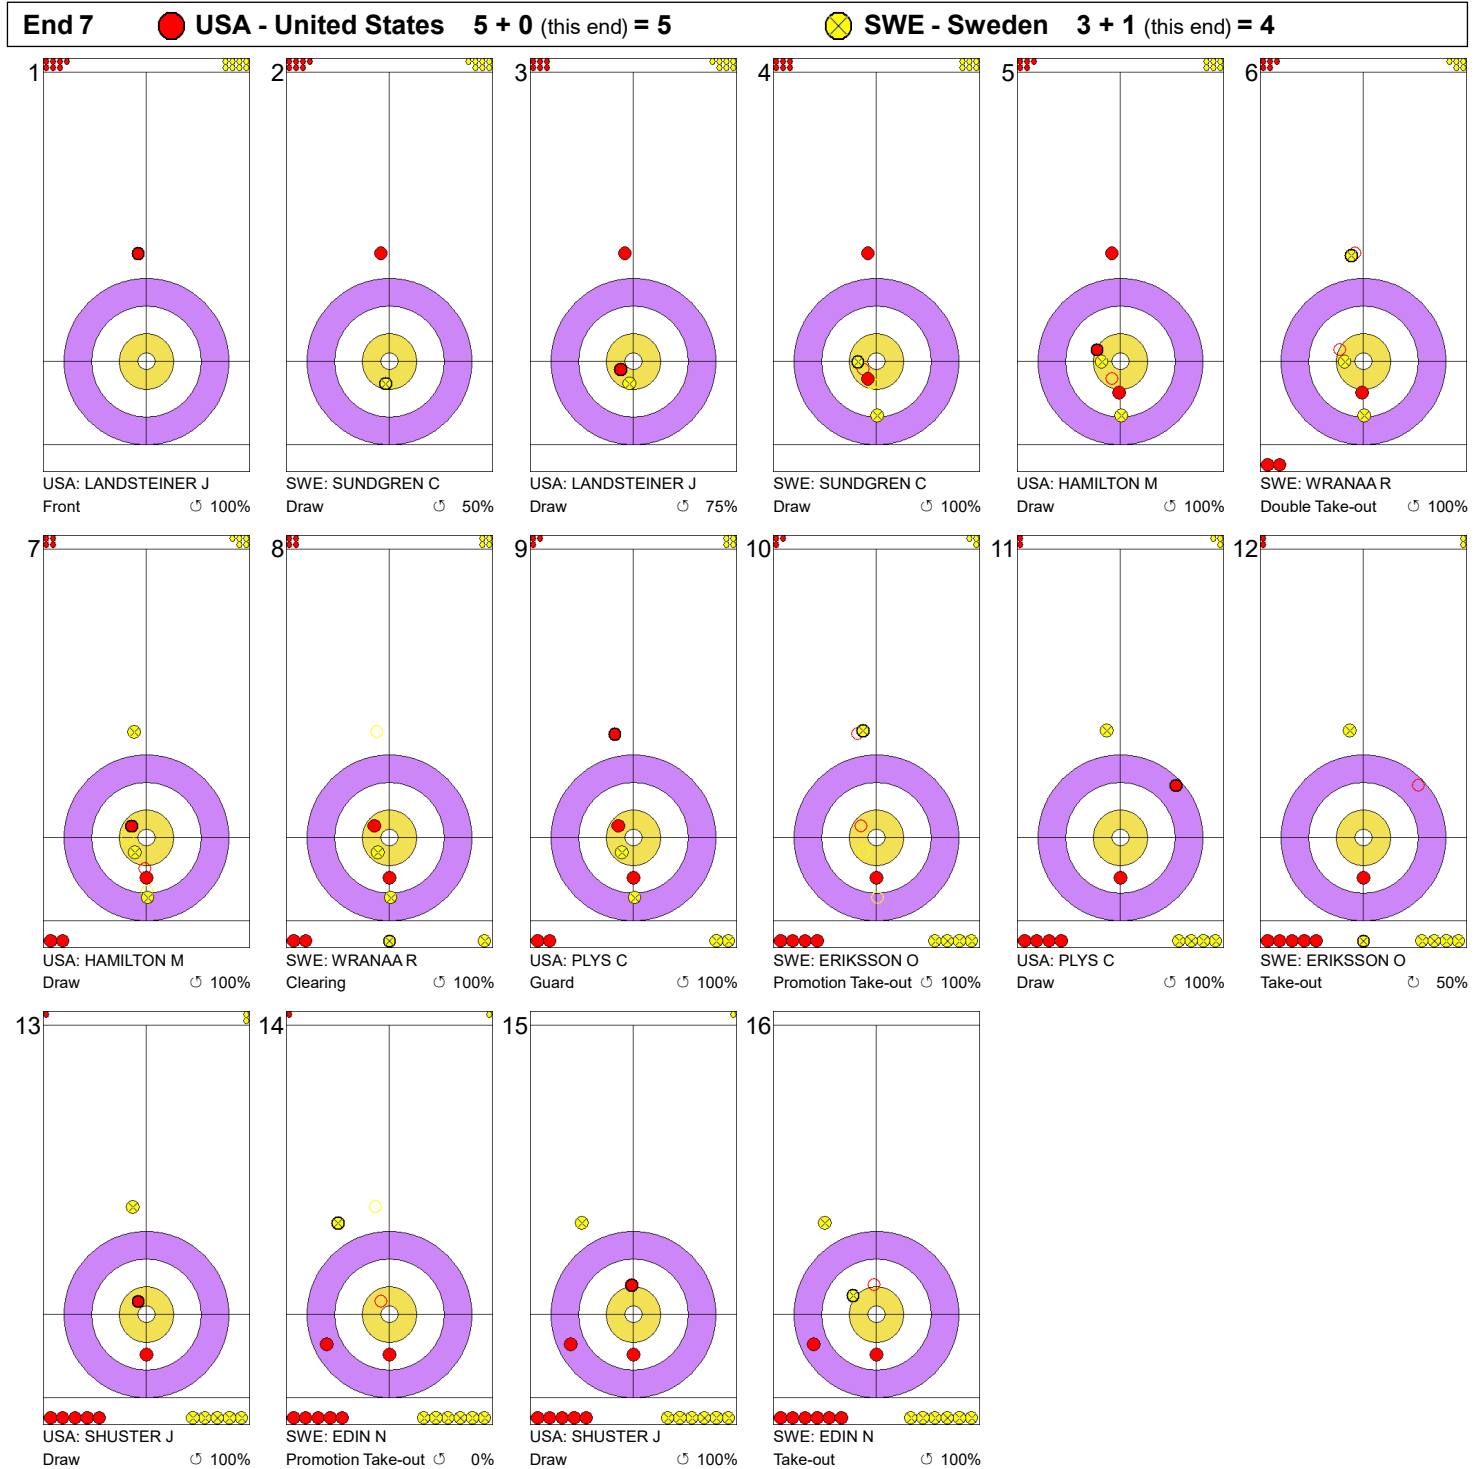 End 7 USA - United States 5 + 0 (this end) = 5 SWE - Sweden 3 + 1 (this end) = 4
1 2 3 4 5 6
USA: LANDSTEINER J SWE: SUNDGREN C USA: LANDSTEINER J SWE: SUNDGREN C USA: HAMILTON M SWE: WRANAA R
Front ↺ 100% Draw ↺ 50% Draw ↺ 75% Draw ↺ 100% Draw ↺ 100% Double Take-out ↺ 100%
7 8 9 10 11 12
USA: HAMILTON M SWE: WRANAA R USA: PLYS C SWE: ERIKSSON O USA: PLYS C SWE: ERIKSSON O
Draw ↺ 100% Clearing ↺ 100% Guard ↺ 100% Promotion Take-out ↺ 100% Draw ↺ 100% Take-out ↻ 50%
13 14 15 16
USA: SHUSTER J SWE: EDIN N USA: SHUSTER J SWE: EDIN N
Draw ↺ 100% Promotion Take-out ↺ 0% Draw ↺ 100% Take-out ↺ 100%